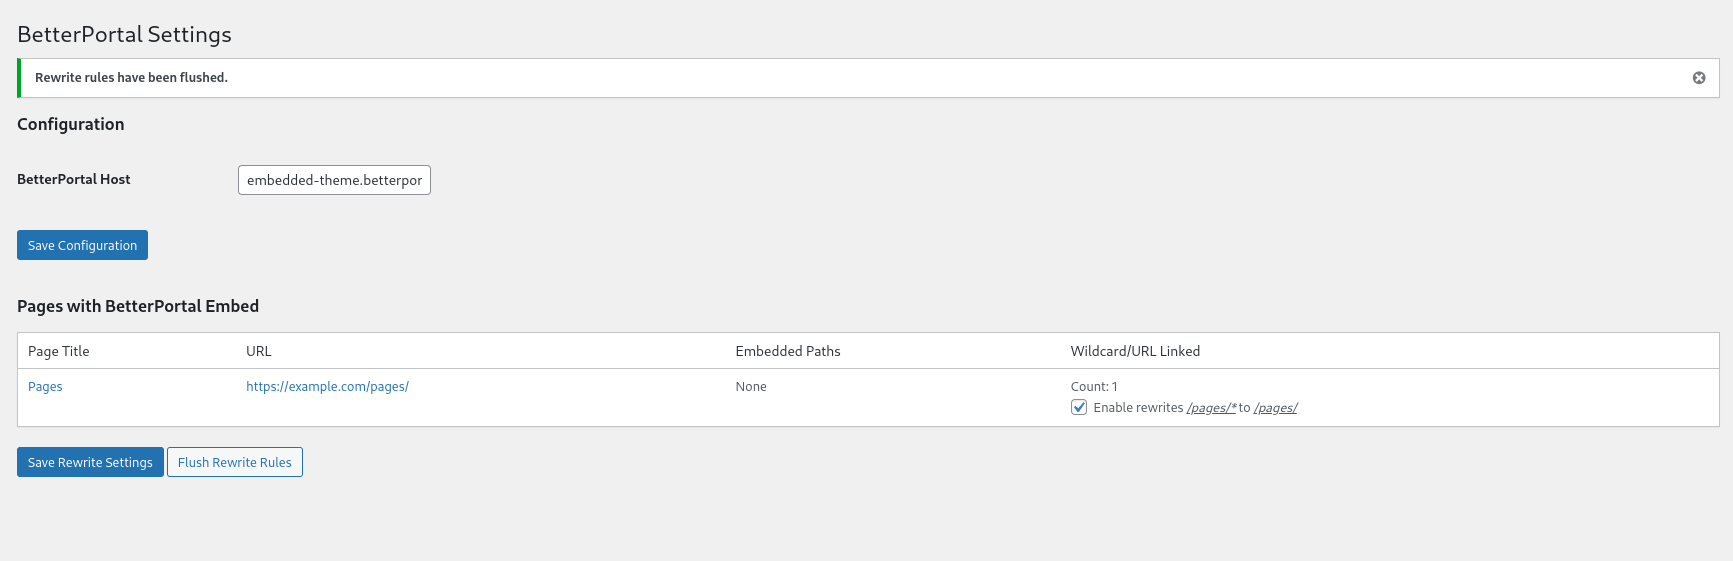 BetterPortal Settings
Rewrite rules have been flushed.
Configuration
BetterPortal Host
embedded-theme.betterpor
Save Configuration
Pages with BetterPortal Embed
Page Title URL Embedded Paths Wildcard/URL Linked
Pages https://example.com/pages/ None Count: 1
Enable rewrites /pages/* to /pages/
Save Rewrite Settings Flush Rewrite Rules